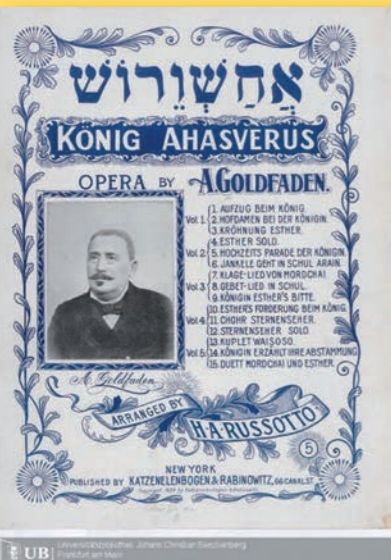 אֲחַשְׁוֵרוֹשׁ
KÖNIG AHASVERUS
OPERA BY A. GOLDFADEN.
Vol. 1. 1. AUFZUG BEIM KÖNIG.
2. HOFDAMEN BEI DER KÖNIGIN.
3. KRÖHNUNG ESTHER.
Vol. 2. 4. ESTHER SOLO.
5. HOCHZEITS PARADE DER KÖNIGIN.
6. JANKELE GEHT IN SCHUL ARAIN.
Vol. 3. 7. KLAGE-LIED VON MORDCHAI.
8. GEBET-LIED IN SCHUL.
9. KÖNIGIN ESTHER'S BITTE.
Vol. 4. 10. ESTHER'S FORDERUNG BEIM KÖNIG.
11. CHOHR STERNENSEHER.
12. STERNENSEHER SOLO.
Vol. 5. 13. KUPLET WAISOSO.
14. KÖNIGIN ERZÄHLT IHRE ABSTAMMUNG
15. DUETT MORDCHAI UND ESTHER.
A. Goldfaden
ARRANGED BY
H. A. RUSSOTTO
5
NEW YORK
PUBLISHED BY KATZENELENBOGEN & RABINOWITZ, 66 CANAL ST.
UB
Universitätsbibliothek Johann Christian Senckenberg
Frankfurt am Main